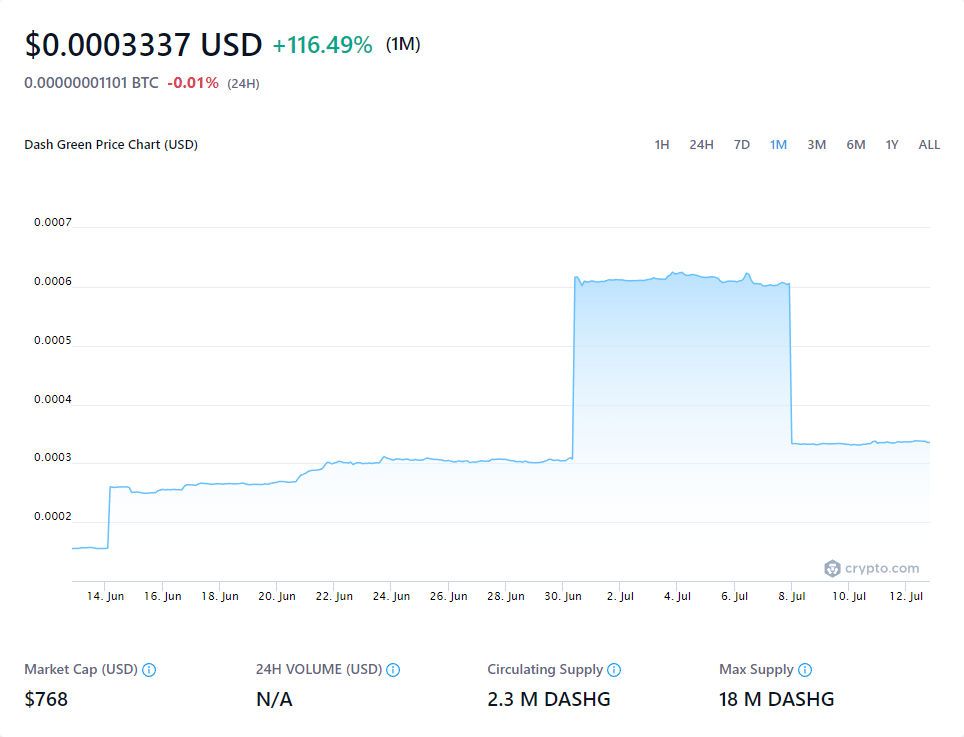 $0.0003337 USD +116.49% (1M)
0.00000001101 BTC -0.01% (24H)
Dash Green Price Chart (USD) 1H 24H 7D 1M 3M 6M 1Y ALL
0.0007
0.0006
0.0005
0.0004
0.0003
0.0002
crypto.com
14. Jun 16. Jun 18. Jun 20. Jun 22. Jun 24. Jun 26. Jun 28. Jun 30. Jun 2. Jul 4. Jul 6. Jul 8. Jul 10. Jul 12. Jul
Market Cap (USD) 24H VOLUME (USD) Circulating Supply Max Supply
$768 N/A 2.3 M DASHG 18 M DASHG